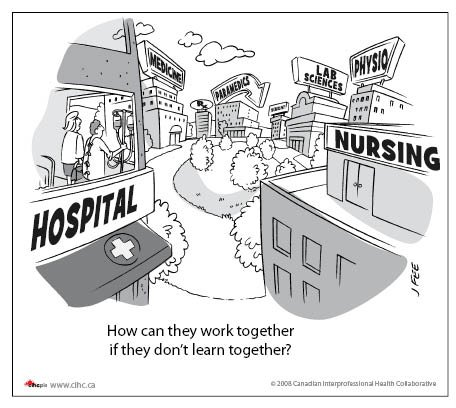 MEDICINE
PARAMEDICS
LAB
SCIENCES
PHYSIO
NURSING
HOSPITAL
J FEE
How can they work together
if they don't learn together?
cihc
www.cihc.ca
© 2008 Canadian Interprofessional Health Collaborative